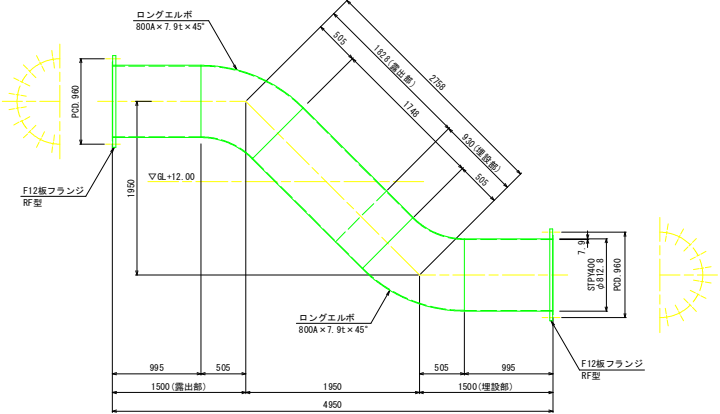 ロングエルボ
800A×7.9t×45°
505
1828(露出部)
2758
1748
930(埋設部)
505
PCD.960
F12板フランジ
RF型
1950
▽GL+12.00
7.9
STPY400
φ812.8
PCD.960
ロングエルボ
800A×7.9t×45°
F12板フランジ
RF型
995
505
505
995
1500(露出部)
1950
1500(埋設部)
4950